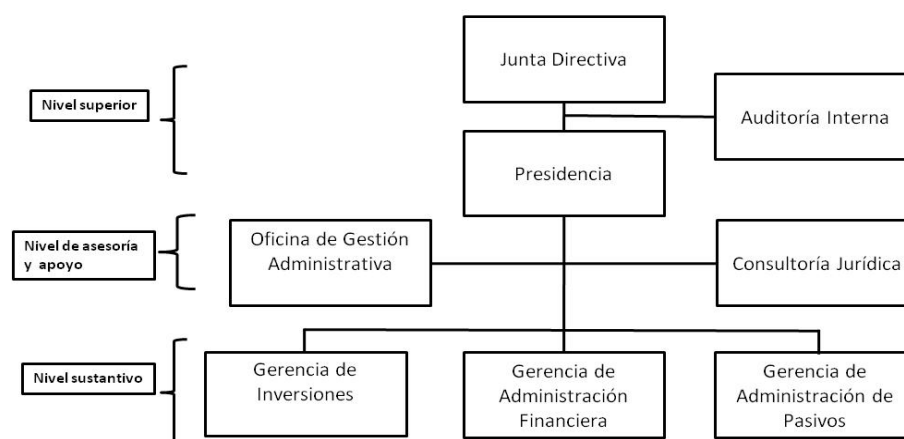 Junta Directiva
Nivel superior
Auditoría Interna
Presidencia
Nivel de asesoría
y apoyo
Oficina de Gestión
Administrativa
Consultoría Jurídica
Nivel sustantivo
Gerencia de
Inversiones
Gerencia de
Administración
Financiera
Gerencia de
Administración de
Pasivos